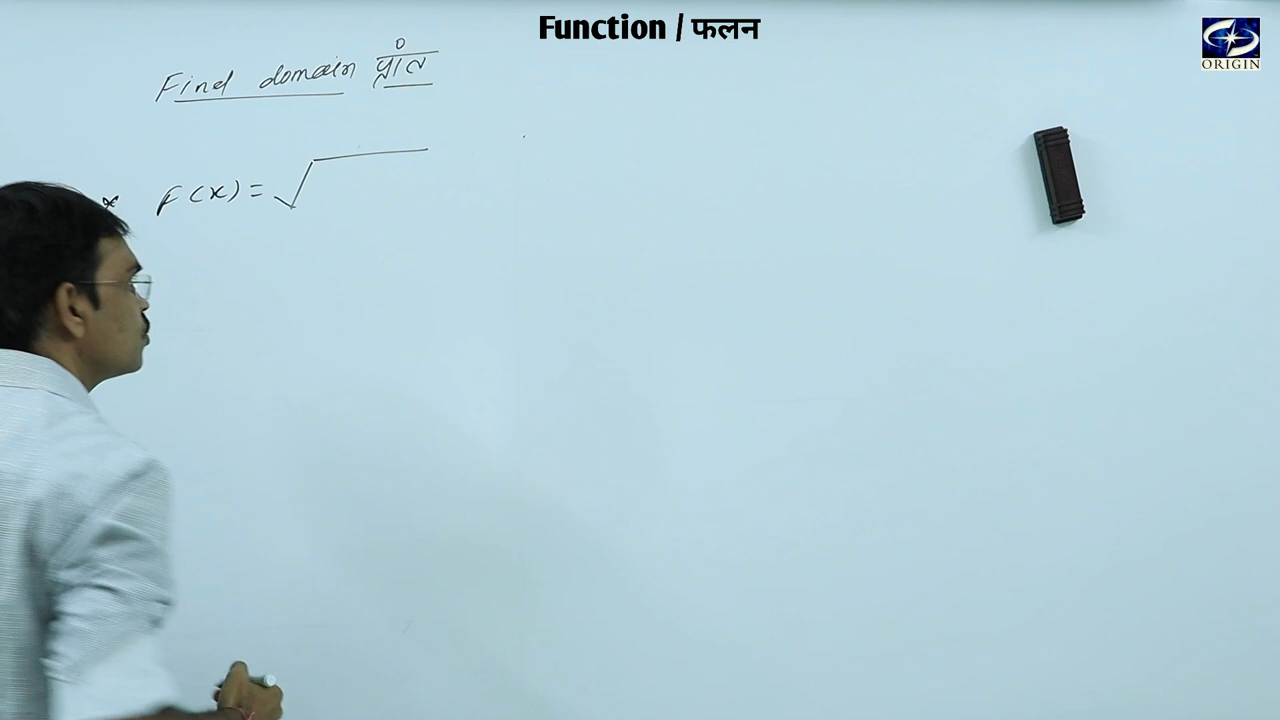 Function / फलन
ORIGIN
Find domain प्रांत
* F(x) = √